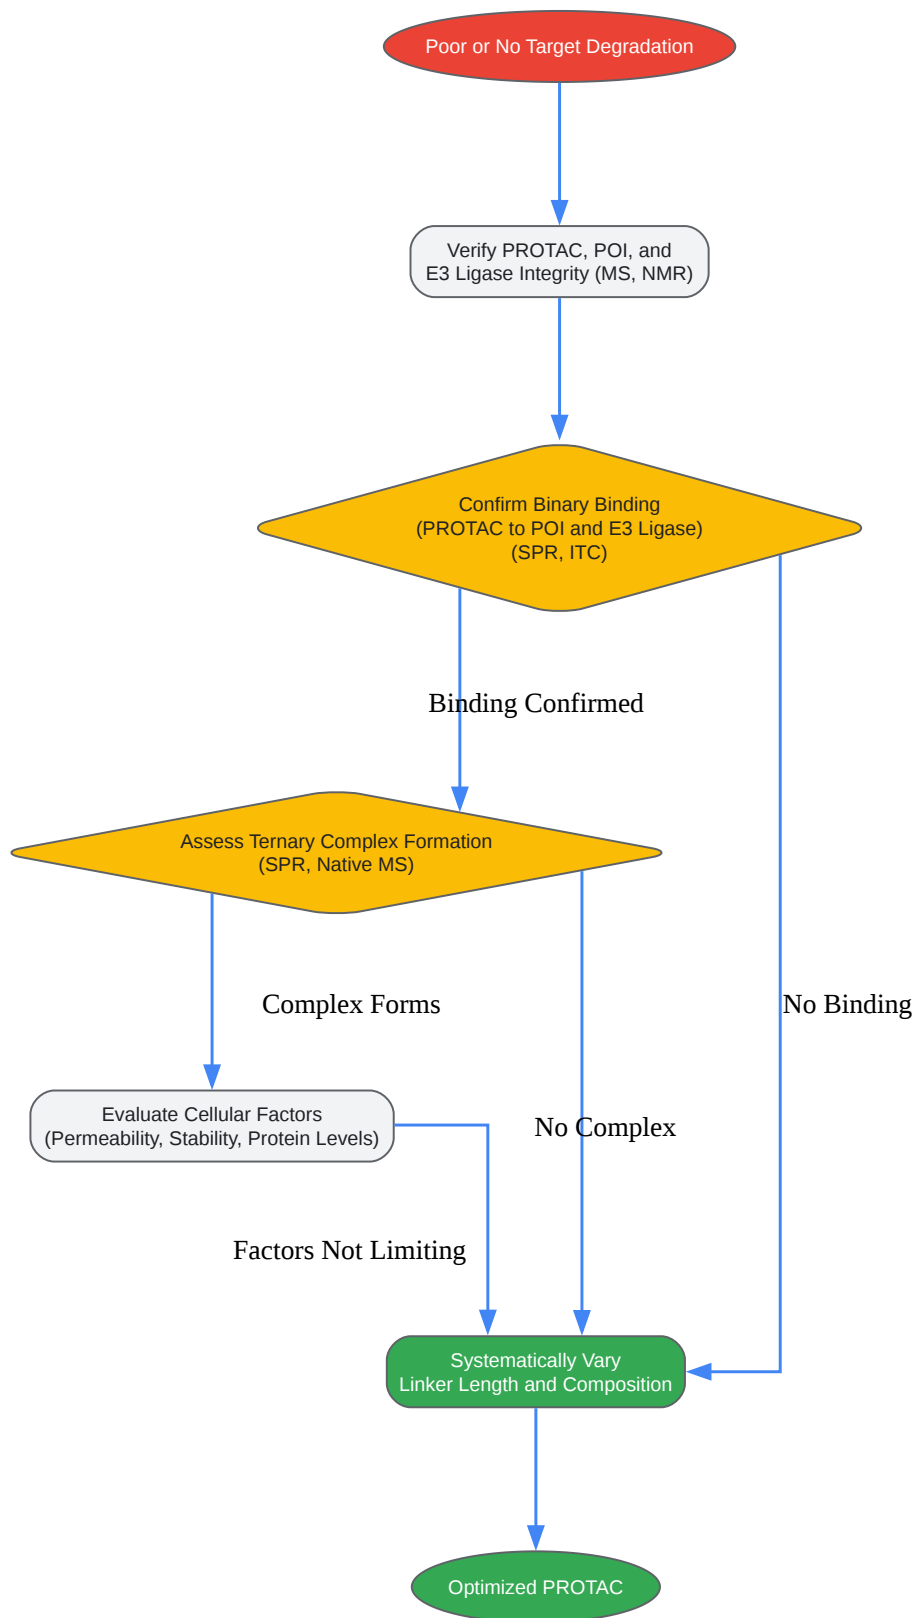 Poor or No Target Degradation
Verify PROTAC, POI, and
E3 Ligase Integrity (MS, NMR)
Confirm Binary Binding
(PROTAC to POI and E3 Ligase)
(SPR, ITC)
Binding Confirmed
Assess Ternary Complex Formation
(SPR, Native MS)
Complex Forms
No Binding
Evaluate Cellular Factors
(Permeability, Stability, Protein Levels)
No Complex
Factors Not Limiting
Systematically Vary
Linker Length and Composition
Optimized PROTAC